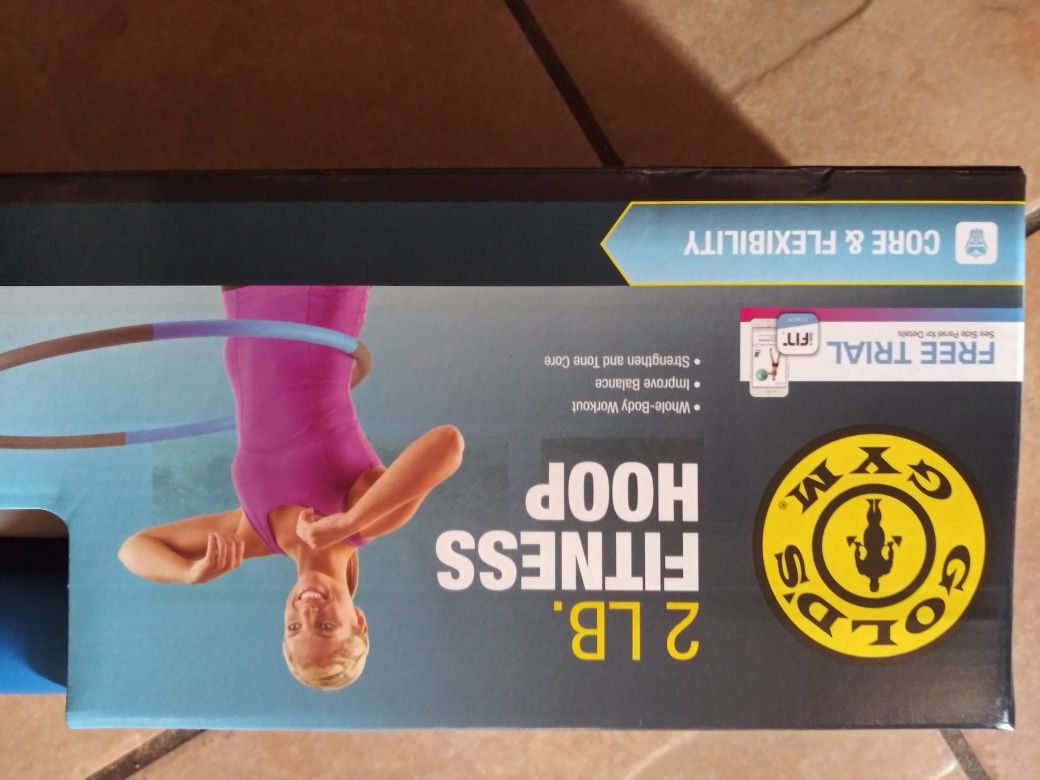 GOLD'S
GYM®
2 LB.
FITNESS
HOOP
• Whole-Body Workout
• Improve Balance
• Strengthen and Tone Core
FREE TRIAL
See Side Panel for Details
iFIT™
CORE & FLEXIBILITY